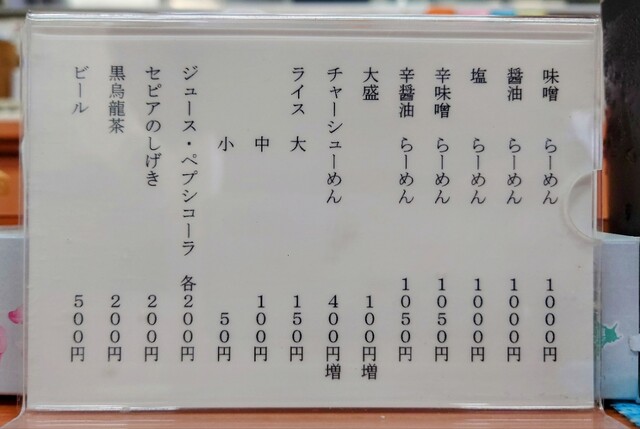 味噌 らーめん 1000円
醤油 らーめん 1000円
塩 らーめん 1000円
辛味噌 らーめん 1050円
辛醤油 らーめん 1050円
大盛 100円増
チャーシューめん 400円増
ライス 大 150円
中 100円
小 50円
ジュース・ペプシコーラ 各200円
セピアのしげき 200円
黒烏龍茶 200円
ビール 500円